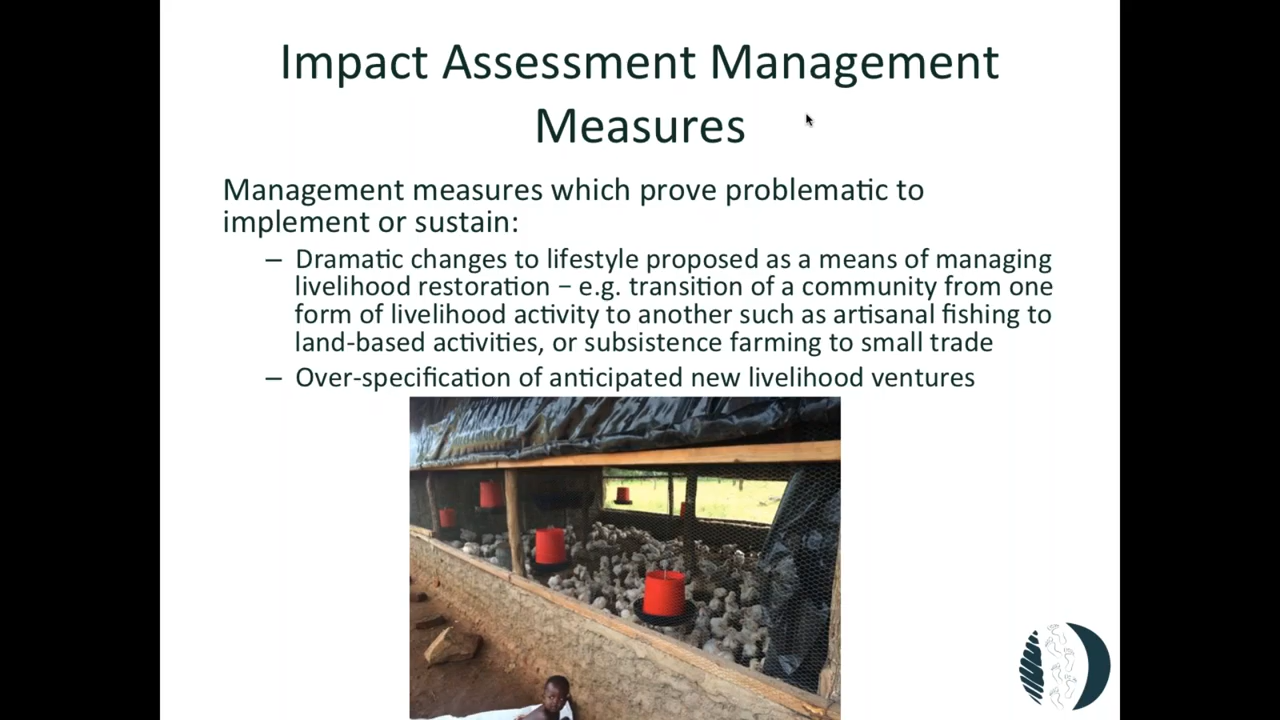 Impact Assessment Management
Measures
Management measures which prove problematic to
implement or sustain:
– Dramatic changes to lifestyle proposed as a means of managing
livelihood restoration – e.g. transition of a community from one
form of livelihood activity to another such as artisanal fishing to
land-based activities, or subsistence farming to small trade
– Over-specification of anticipated new livelihood ventures